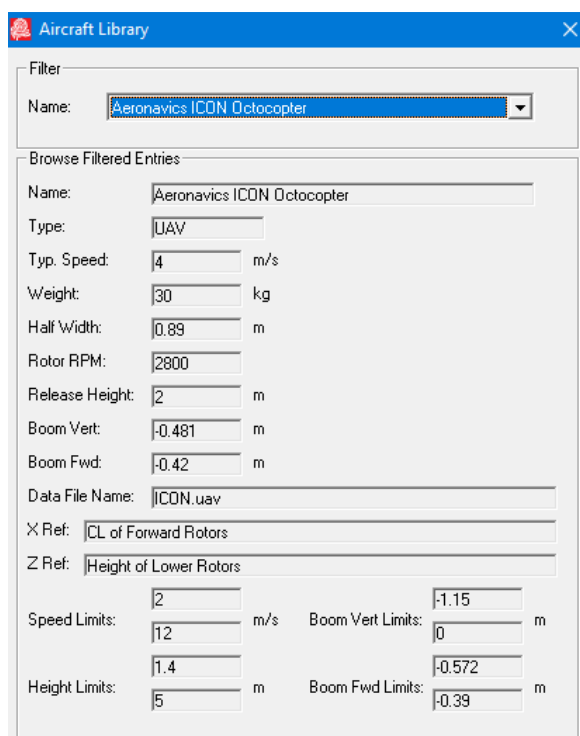 Aircraft Library
Filter
Name: Aeronavics ICON Octocopter
Browse Filtered Entries
Name: Aeronavics ICON Octocopter
Type: UAV
Typ. Speed: 4 m/s
Weight: 30 kg
Half Width: 0.89 m
Rotor RPM: 2800
Release Height: 2 m
Boom Vert: -0.481 m
Boom Fwd: -0.42 m
Data File Name: ICON.uav
X Ref: CL of Forward Rotors
Z Ref: Height of Lower Rotors
2 -1.15
Speed Limits: m/s Boom Vert Limits: m
12 0
1.4 -0.572
Height Limits: m Boom Fwd Limits: m
5 -0.39